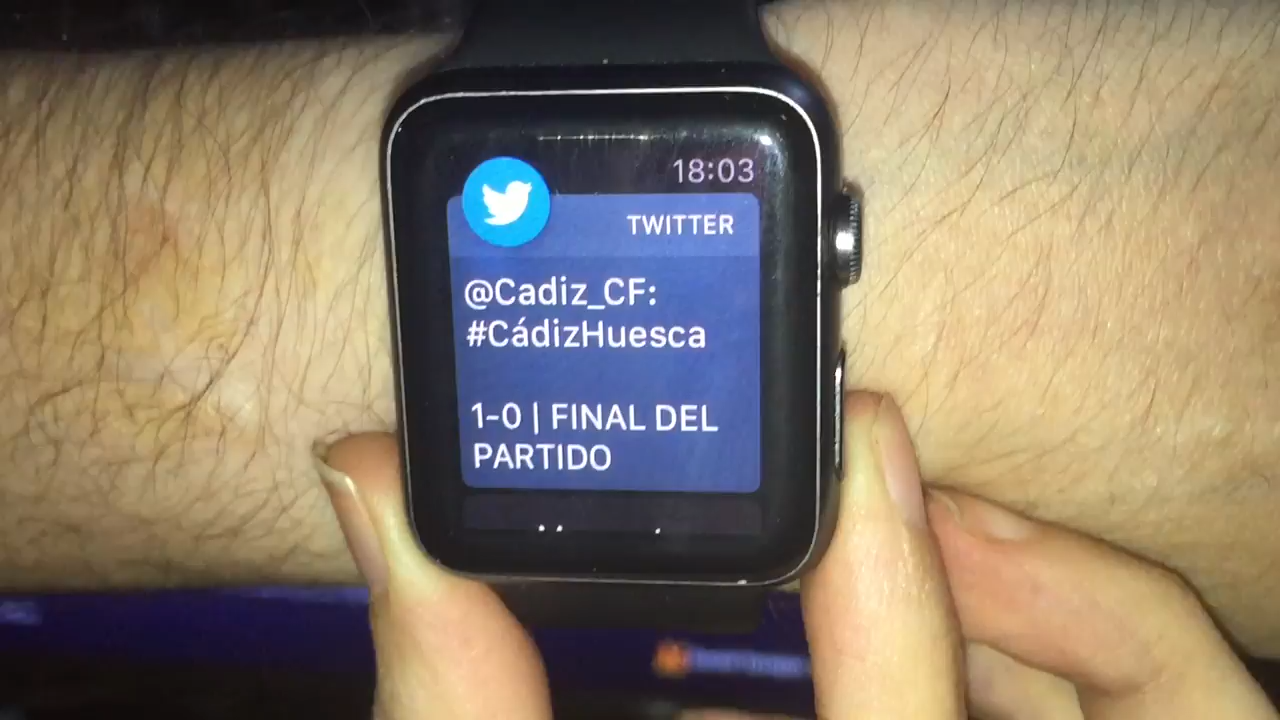 18:03
TWITTER
@Cadiz_CF:
#CádizHuesca
1-0 | FINAL DEL
PARTIDO